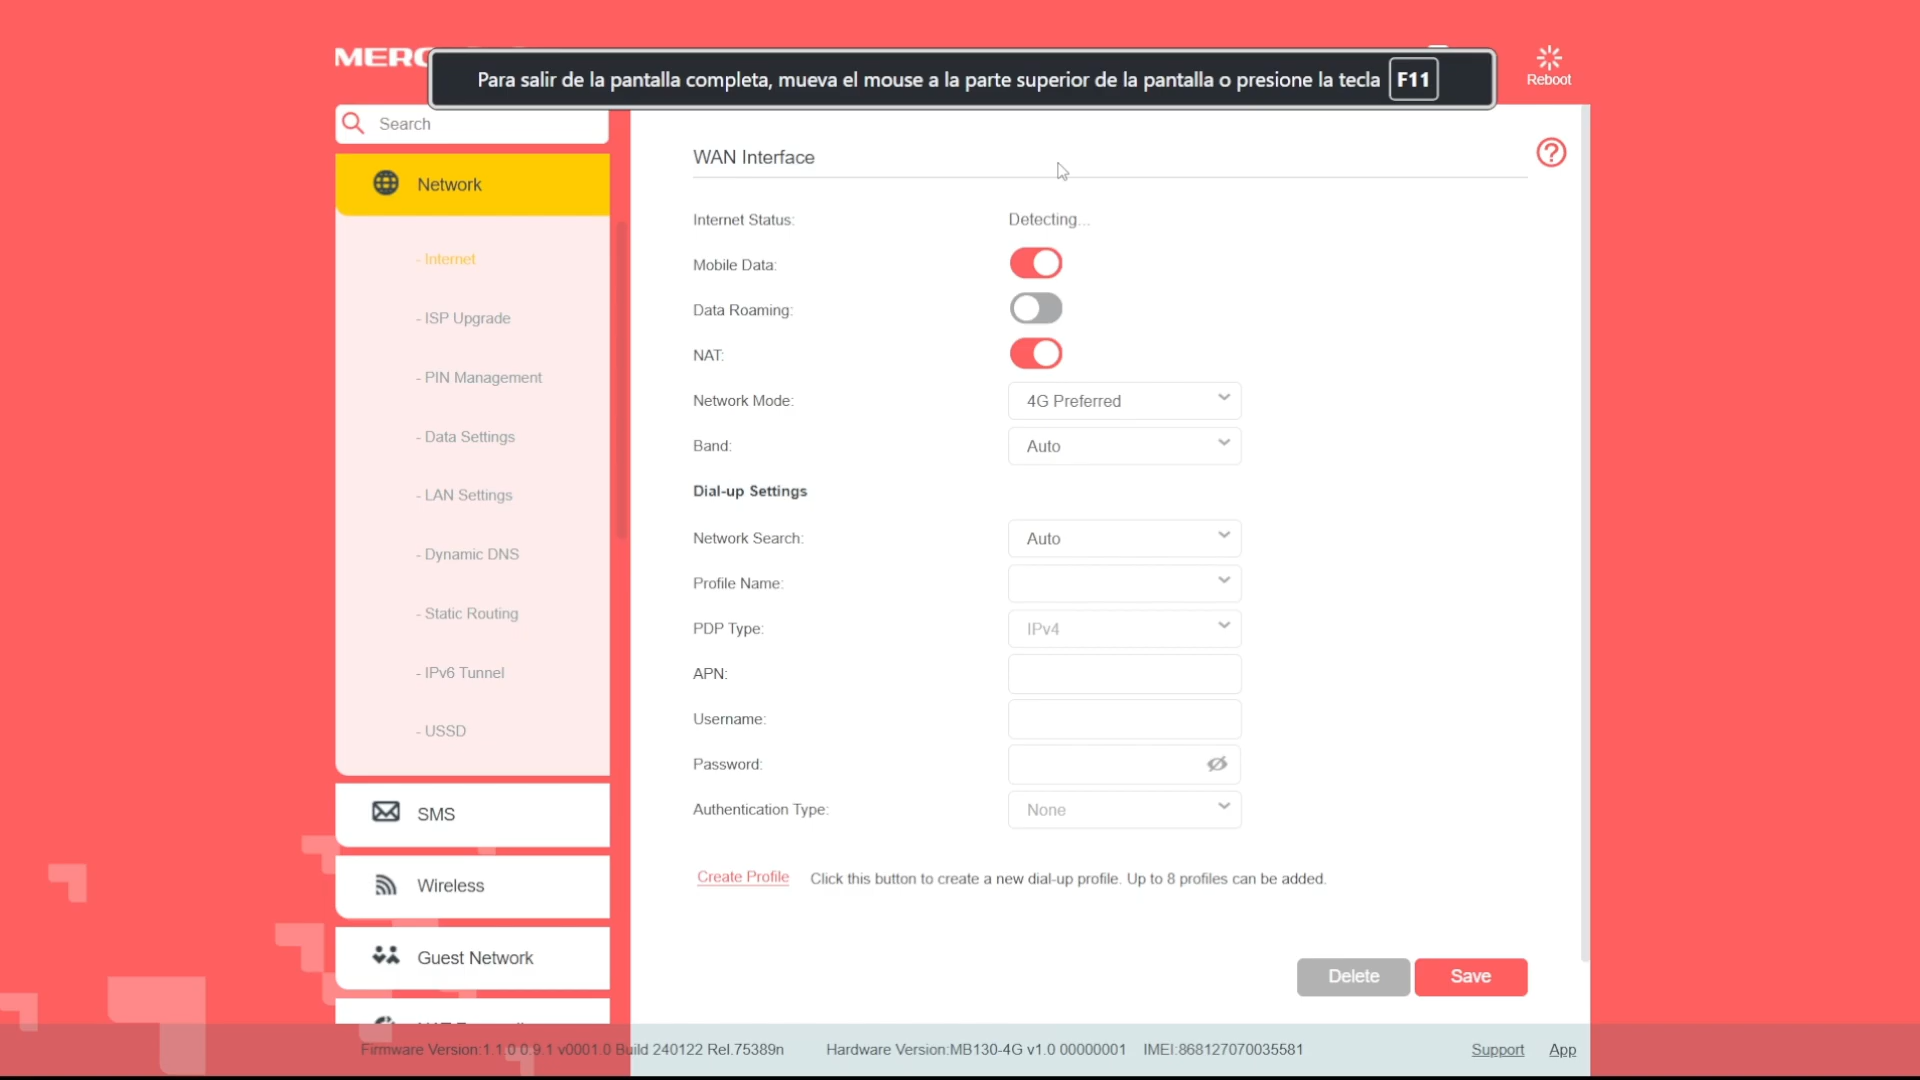 MERC
Para salir de la pantalla completa, mueva el mouse a la parte superior de la pantalla o presione la tecla F11
Reboot
Search
Network
- Internet
- ISP Upgrade
- PIN Management
- Data Settings
- LAN Settings
- Dynamic DNS
- Static Routing
- IPv6 Tunnel
- USSD
SMS
Wireless
Guest Network
WAN Interface
Internet Status: Detecting...
Mobile Data:
Data Roaming:
NAT:
Network Mode: 4G Preferred
Band: Auto
Dial-up Settings
Network Search: Auto
Profile Name:
PDP Type: IPv4
APN:
Username:
Password:
Authentication Type: None
Create Profile Click this button to create a new dial-up profile. Up to 8 profiles can be added.
Delete Save
Firmware Version:1.1.0 0.9.1 v0001.0 Build 240122 Rel.75389n Hardware Version:MB130-4G v1.0 00000001 IMEI:868127070035581 Support App